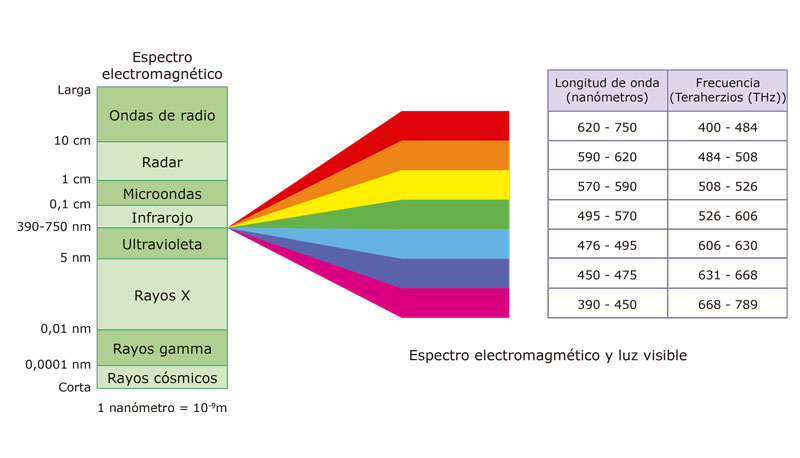 Espectro
electromagnético
Larga
Ondas de radio
10 cm
Radar
1 cm
Microondas
0,1 cm
Infrarojo
390-750 nm
Ultravioleta
5 nm
Rayos X
0,01 nm
Rayos gamma
0,0001 nm
Rayos cósmicos
Corta
1 nanómetro = 10⁻⁹m
Longitud de onda (nanómetros) Frecuencia (Teraherzios (THz))
620 - 750 400 - 484
590 - 620 484 - 508
570 - 590 508 - 526
495 - 570 526 - 606
476 - 495 606 - 630
450 - 475 631 - 668
390 - 450 668 - 789
Espectro electromagmético y luz visible